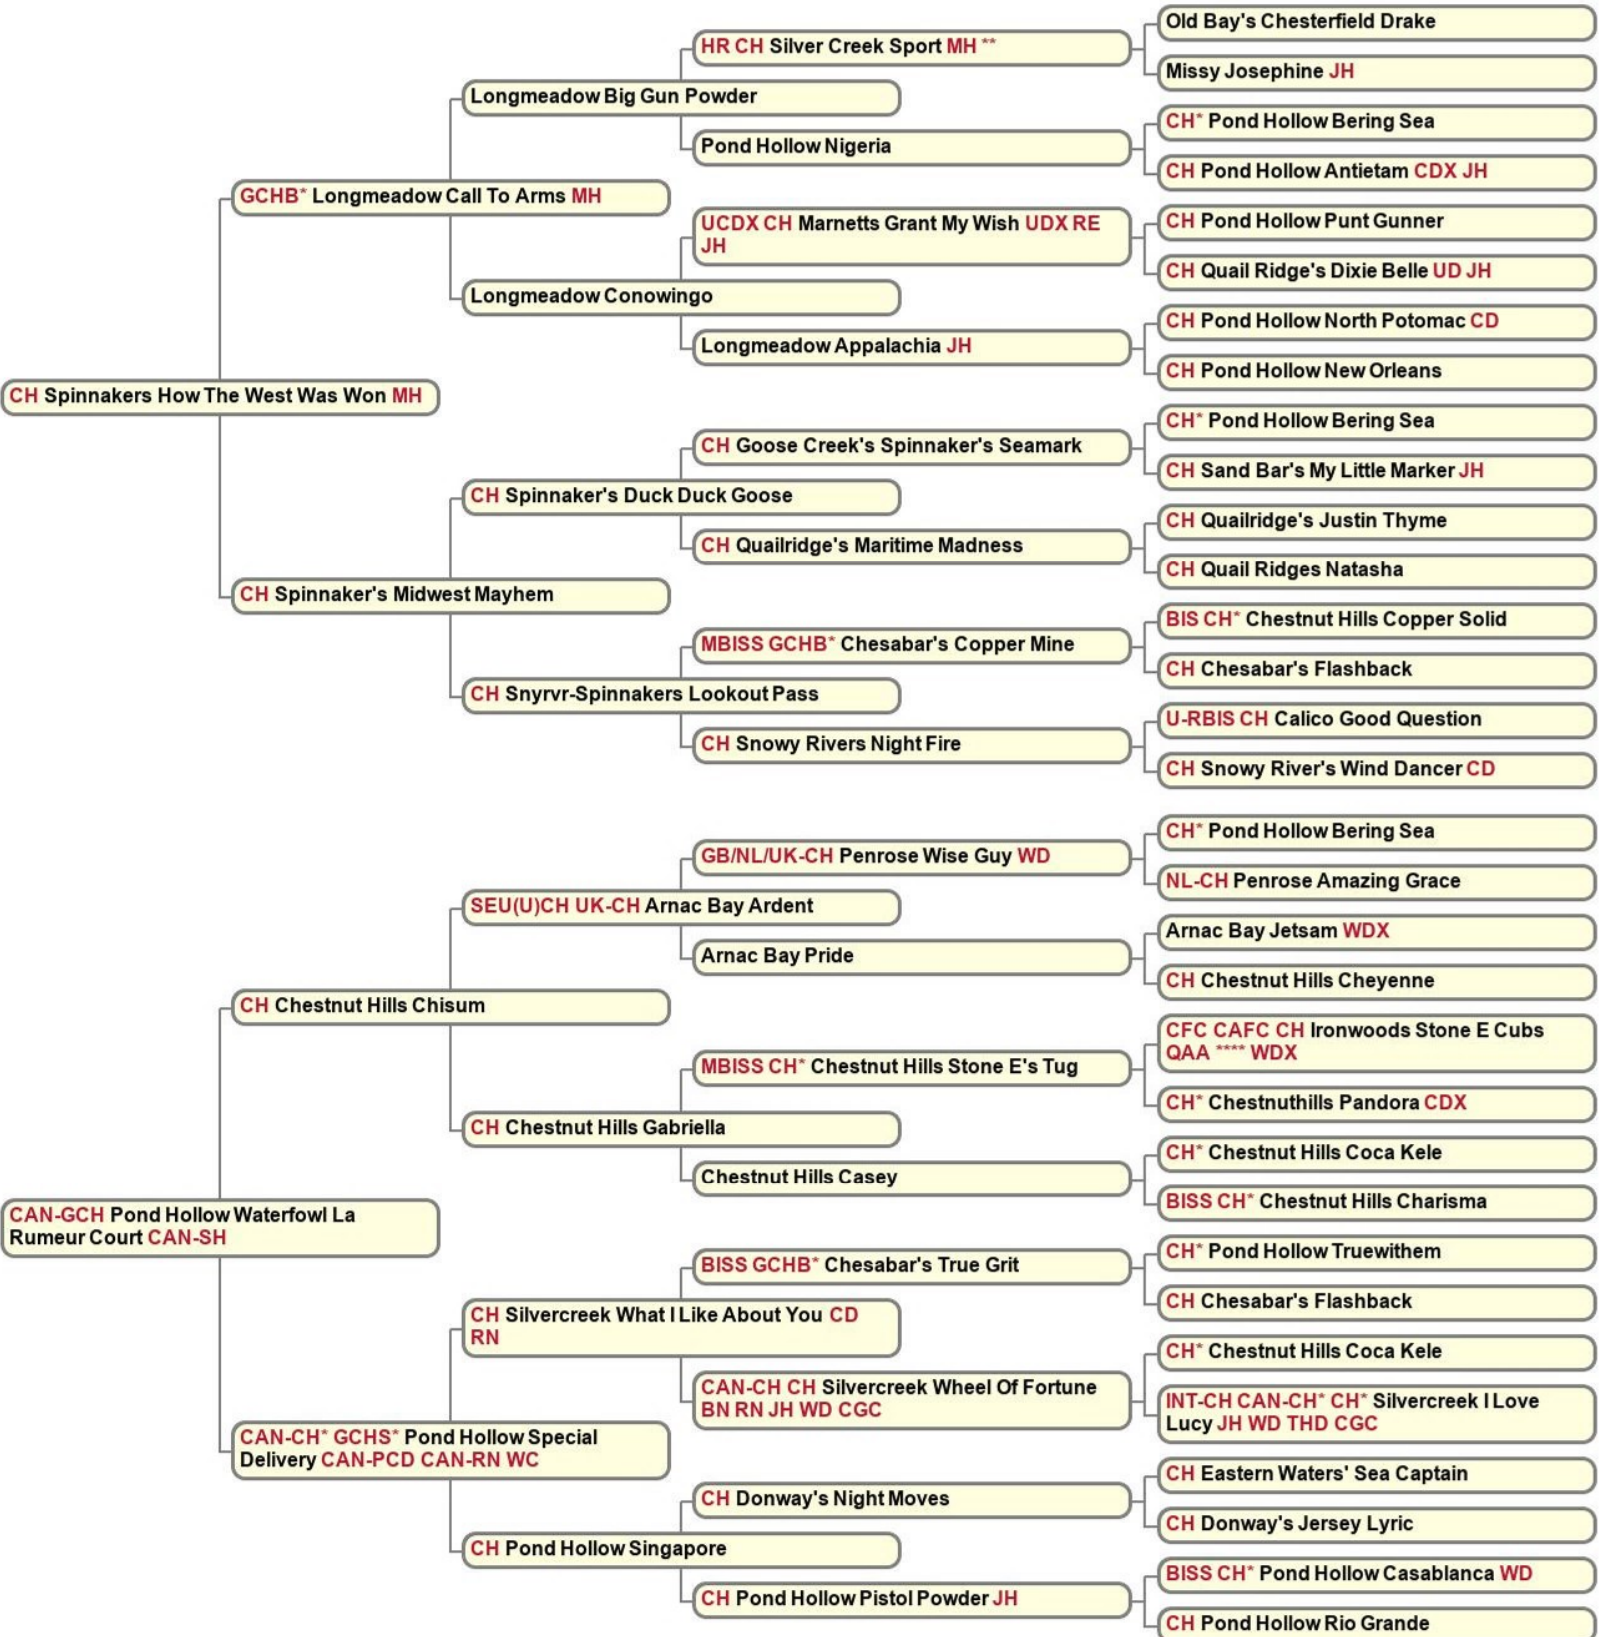 Old Bay's Chesterfield Drake
HR CH Silver Creek Sport MH **
Missy Josephine JH
Longmeadow Big Gun Powder
CH* Pond Hollow Bering Sea
Pond Hollow Nigeria
CH Pond Hollow Antietam CDX JH
GCHB* Longmeadow Call To Arms MH
CH Pond Hollow Punt Gunner
UCDX CH Marnetts Grant My Wish UDX RE
JH
CH Quail Ridge's Dixie Belle UD JH
Longmeadow Conowingo
CH Pond Hollow North Potomac CD
Longmeadow Appalachia JH
CH Pond Hollow New Orleans
CH Spinnakers How The West Was Won MH
CH* Pond Hollow Bering Sea
CH Goose Creek's Spinnaker's Seamark
CH Sand Bar's My Little Marker JH
CH Spinnaker's Duck Duck Goose
CH Quailridge's Justin Thyme
CH Quailridge's Maritime Madness
CH Quail Ridges Natasha
CH Spinnaker's Midwest Mayhem
BIS CH* Chestnut Hills Copper Solid
MBISS GCHB* Chesabar's Copper Mine
CH Chesabar's Flashback
CH Snyrvr-Spinnakers Lookout Pass
U-RBIS CH Calico Good Question
CH Snowy Rivers Night Fire
CH Snowy River's Wind Dancer CD
CH* Pond Hollow Bering Sea
GB/NL/UK-CH Penrose Wise Guy WD
NL-CH Penrose Amazing Grace
SEU(U)CH UK-CH Arnac Bay Ardent
Arnac Bay Jetsam WDX
Arnac Bay Pride
CH Chestnut Hills Cheyenne
CH Chestnut Hills Chisum
CFC CAFC CH Ironwoods Stone E Cubs
QAA **** WDX
MBISS CH* Chestnut Hills Stone E's Tug
CH* Chestnuthills Pandora CDX
CH Chestnut Hills Gabriella
CH* Chestnut Hills Coca Kele
Chestnut Hills Casey
BISS CH* Chestnut Hills Charisma
CAN-GCH Pond Hollow Waterfowl La
Rumeur Court CAN-SH
CH* Pond Hollow Truewithem
BISS GCHB* Chesabar's True Grit
CH Chesabar's Flashback
CH Silvercreek What I Like About You CD
RN
CH* Chestnut Hills Coca Kele
CAN-CH CH Silvercreek Wheel Of Fortune
BN RN JH WD CGC
INT-CH CAN-CH* CH* Silvercreek I Love
Lucy JH WD THD CGC
CAN-CH* GCHS* Pond Hollow Special
Delivery CAN-PCD CAN-RN WC
CH Eastern Waters' Sea Captain
CH Donway's Night Moves
CH Donway's Jersey Lyric
CH Pond Hollow Singapore
BISS CH* Pond Hollow Casablanca WD
CH Pond Hollow Pistol Powder JH
CH Pond Hollow Rio Grande